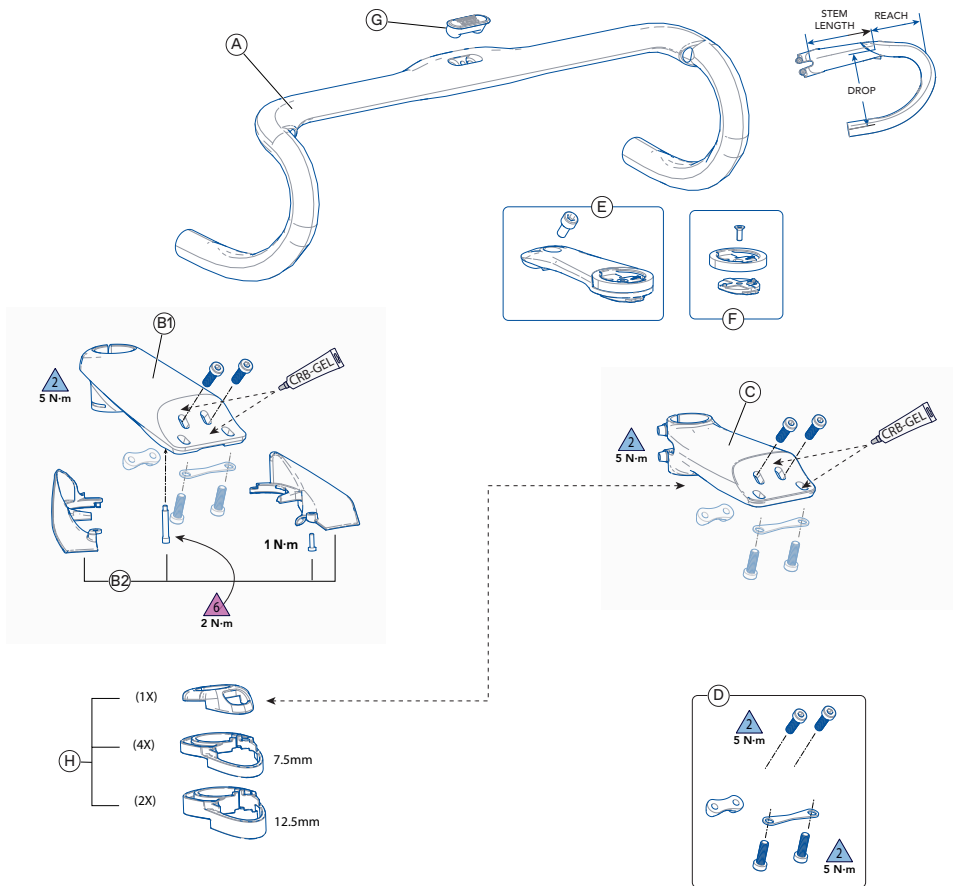 G
A
STEM
LENGTH
REACH
DROP
E
F
B1
2
5 N·m
CRB-GEL
C
2
5 N·m
CRB-GEL
1 N·m
B2
6
2 N·m
(1X)
H
(4X)
7.5mm
(2X)
12.5mm
D
2
5 N·m
2
5 N·m